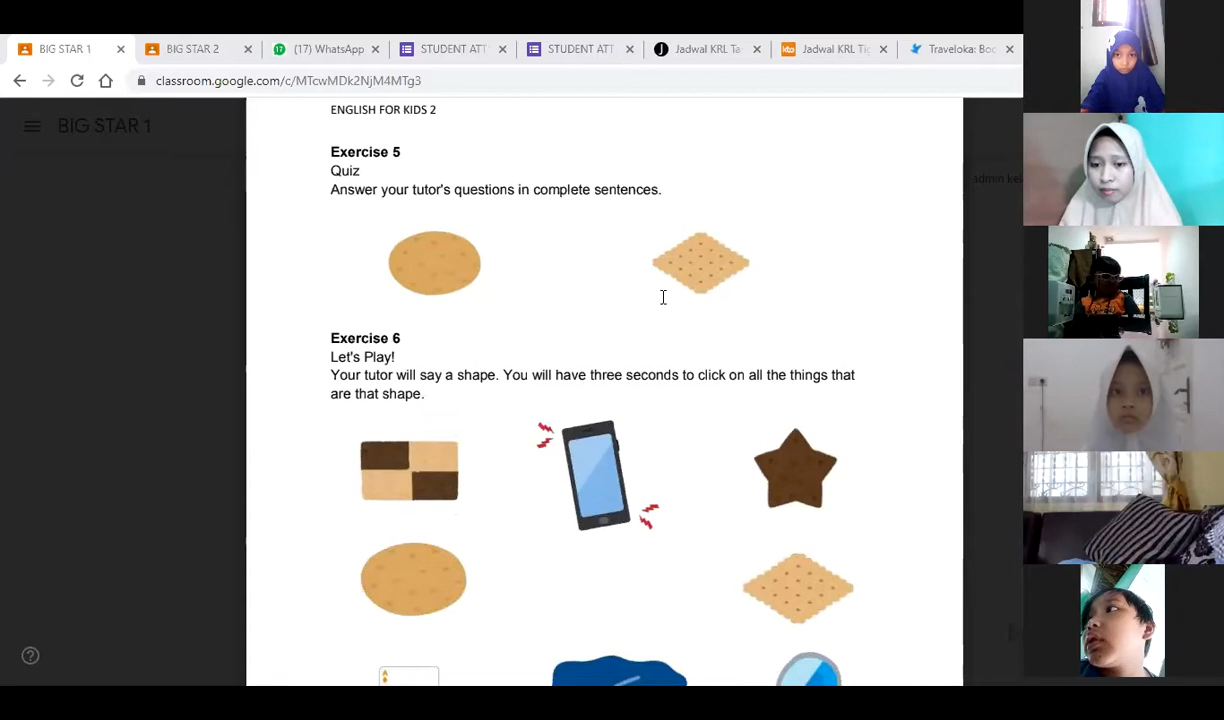 BIG STAR 1
BIG STAR 2
(17) WhatsApp
STUDENT ATT
STUDENT ATT
Jadwal KRL Ta
Jadwal KRL Tig
Traveloka: Boo
classroom.google.com/c/MTcwMDk2NjM4MTg3
BIG STAR 1
ENGLISH FOR KIDS 2
Exercise 5
Quiz
Answer your tutor's questions in complete sentences.
Exercise 6
Let's Play!
Your tutor will say a shape. You will have three seconds to click on all the things that
are that shape.